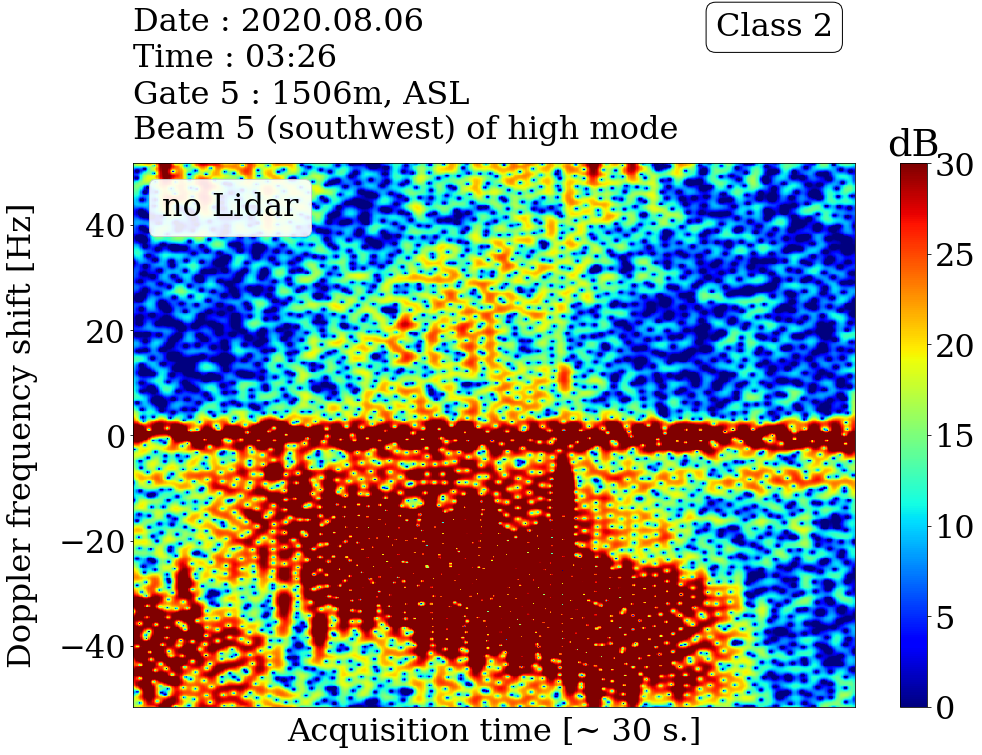 Date : 2020.08.06
Time : 03:26
Gate 5 : 1506m, ASL
Beam 5 (southwest) of high mode
Class 2
dB
no Lidar
Doppler frequency shift [Hz]
40
20
0
−20
−40
Acquisition time [~ 30 s.]
30
25
20
15
10
5
0